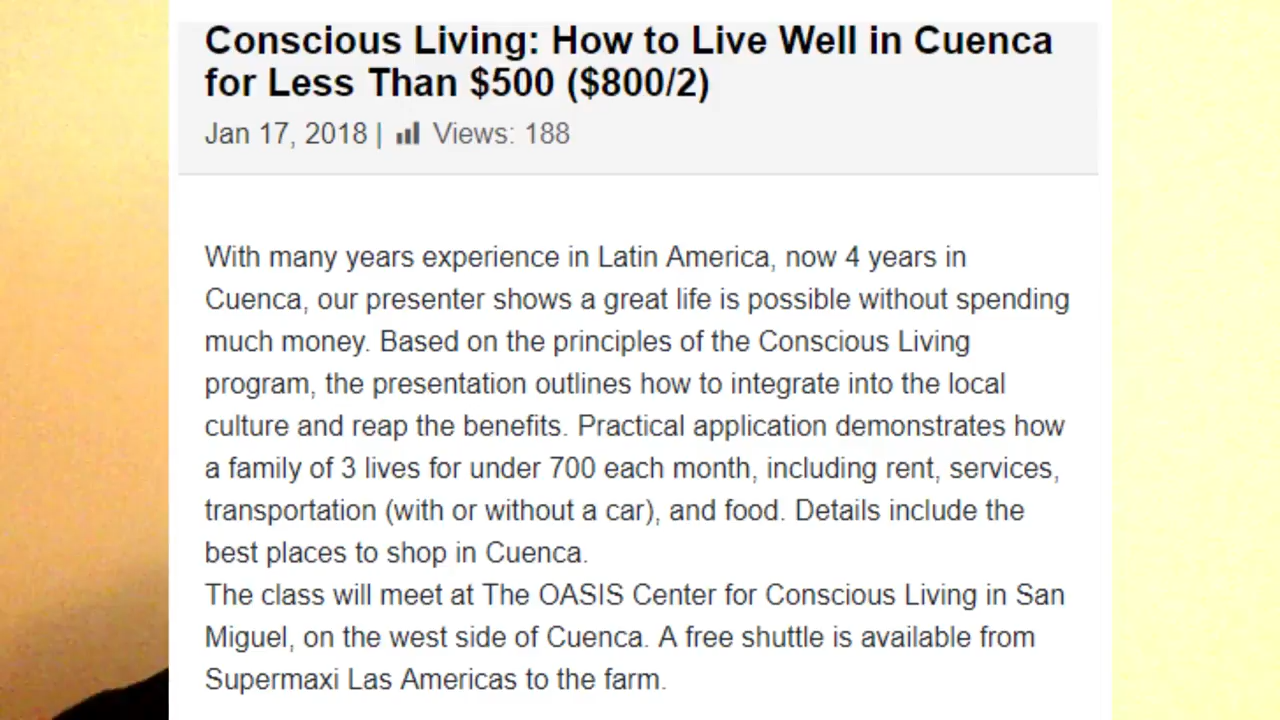 Conscious Living: How to Live Well in Cuenca
for Less Than $500 ($800/2)
Jan 17, 2018 | Views: 188
With many years experience in Latin America, now 4 years in
Cuenca, our presenter shows a great life is possible without spending
much money. Based on the principles of the Conscious Living
program, the presentation outlines how to integrate into the local
culture and reap the benefits. Practical application demonstrates how
a family of 3 lives for under 700 each month, including rent, services,
transportation (with or without a car), and food. Details include the
best places to shop in Cuenca.
The class will meet at The OASIS Center for Conscious Living in San
Miguel, on the west side of Cuenca. A free shuttle is available from
Supermaxi Las Americas to the farm.